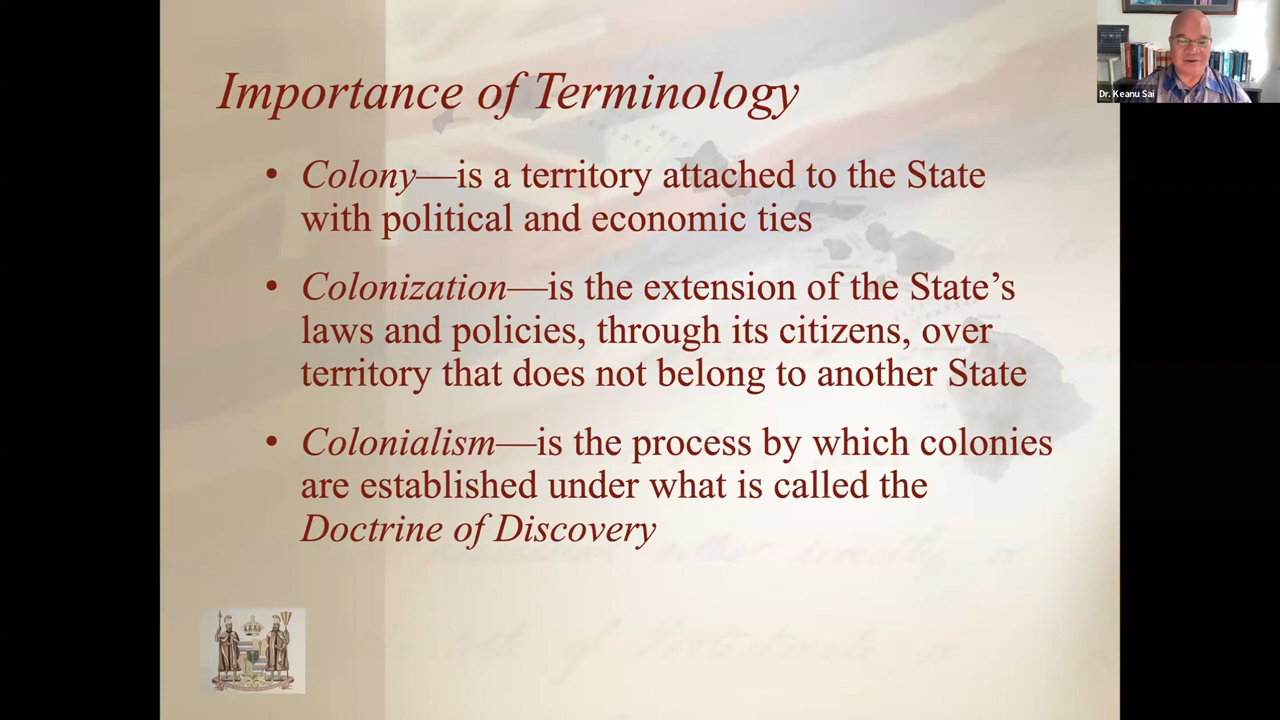 Importance of Terminology
• Colony—is a territory attached to the State
with political and economic ties
• Colonization—is the extension of the State’s
laws and policies, through its citizens, over
territory that does not belong to another State
• Colonialism—is the process by which colonies
are established under what is called the
Doctrine of Discovery
Dr. Keanu Sai